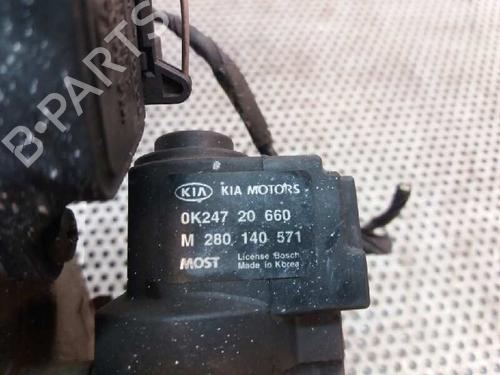 B-PARTS
KIA KIA MOTORS
0K247 20 660
M 280 140 571
MOST License Bosch
Made in Korea